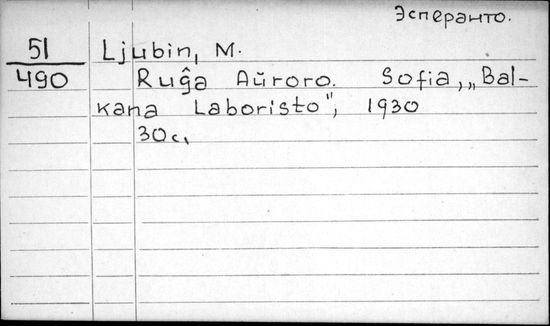 Эсперанто.
51
490
Ljubin, M.
Ruĝa Aŭroro. Sofia, „Bal-
kana Laboristo", 1930
30 c,